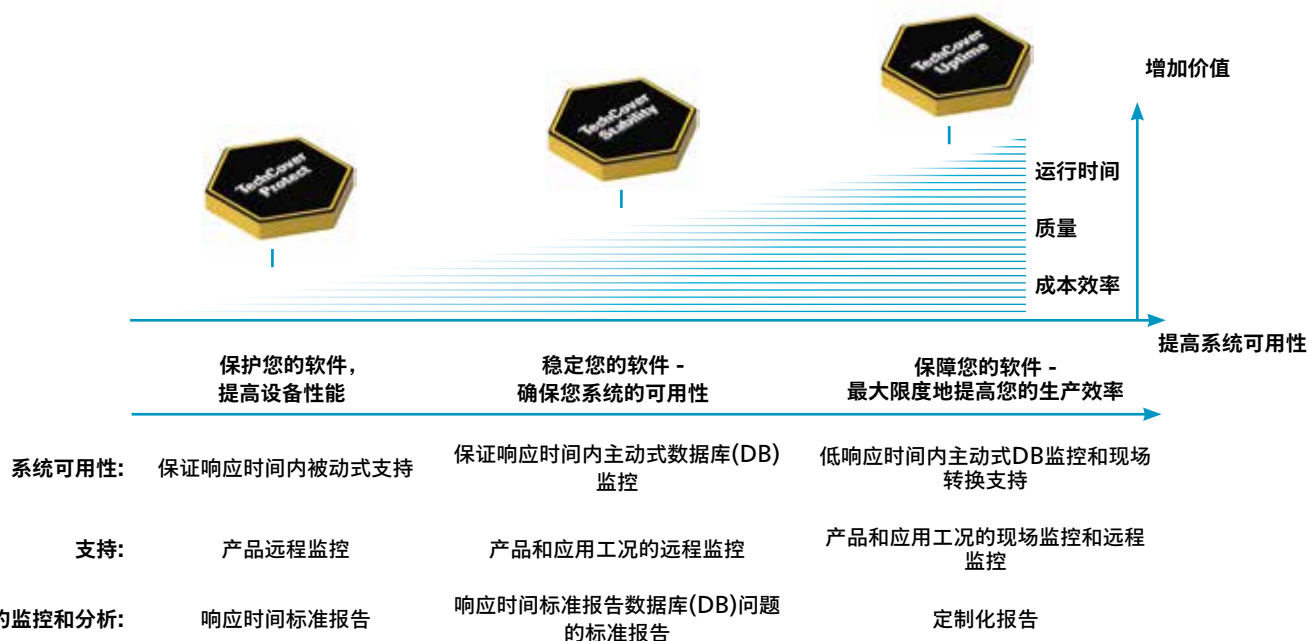 TechCover
Uptime
增加价值
TechCover
Stability
TechCover
Protect
运行时间
质量
成本效率
提高系统可用性
保护您的软件，
提高设备性能
稳定您的软件 -
确保您系统的可用性
保障您的软件 -
最大限度地提高您的生产效率
系统可用性:
保证响应时间内被动式支持
保证响应时间内主动式数据库(DB)
监控
低响应时间内主动式DB监控和现场
转换支持
支持:
产品远程监控
产品和应用工况的远程监控
产品和应用工况的现场监控和远程
监控
的监控和分析:
响应时间标准报告
响应时间标准报告数据库(DB)问题
的标准报告
定制化报告